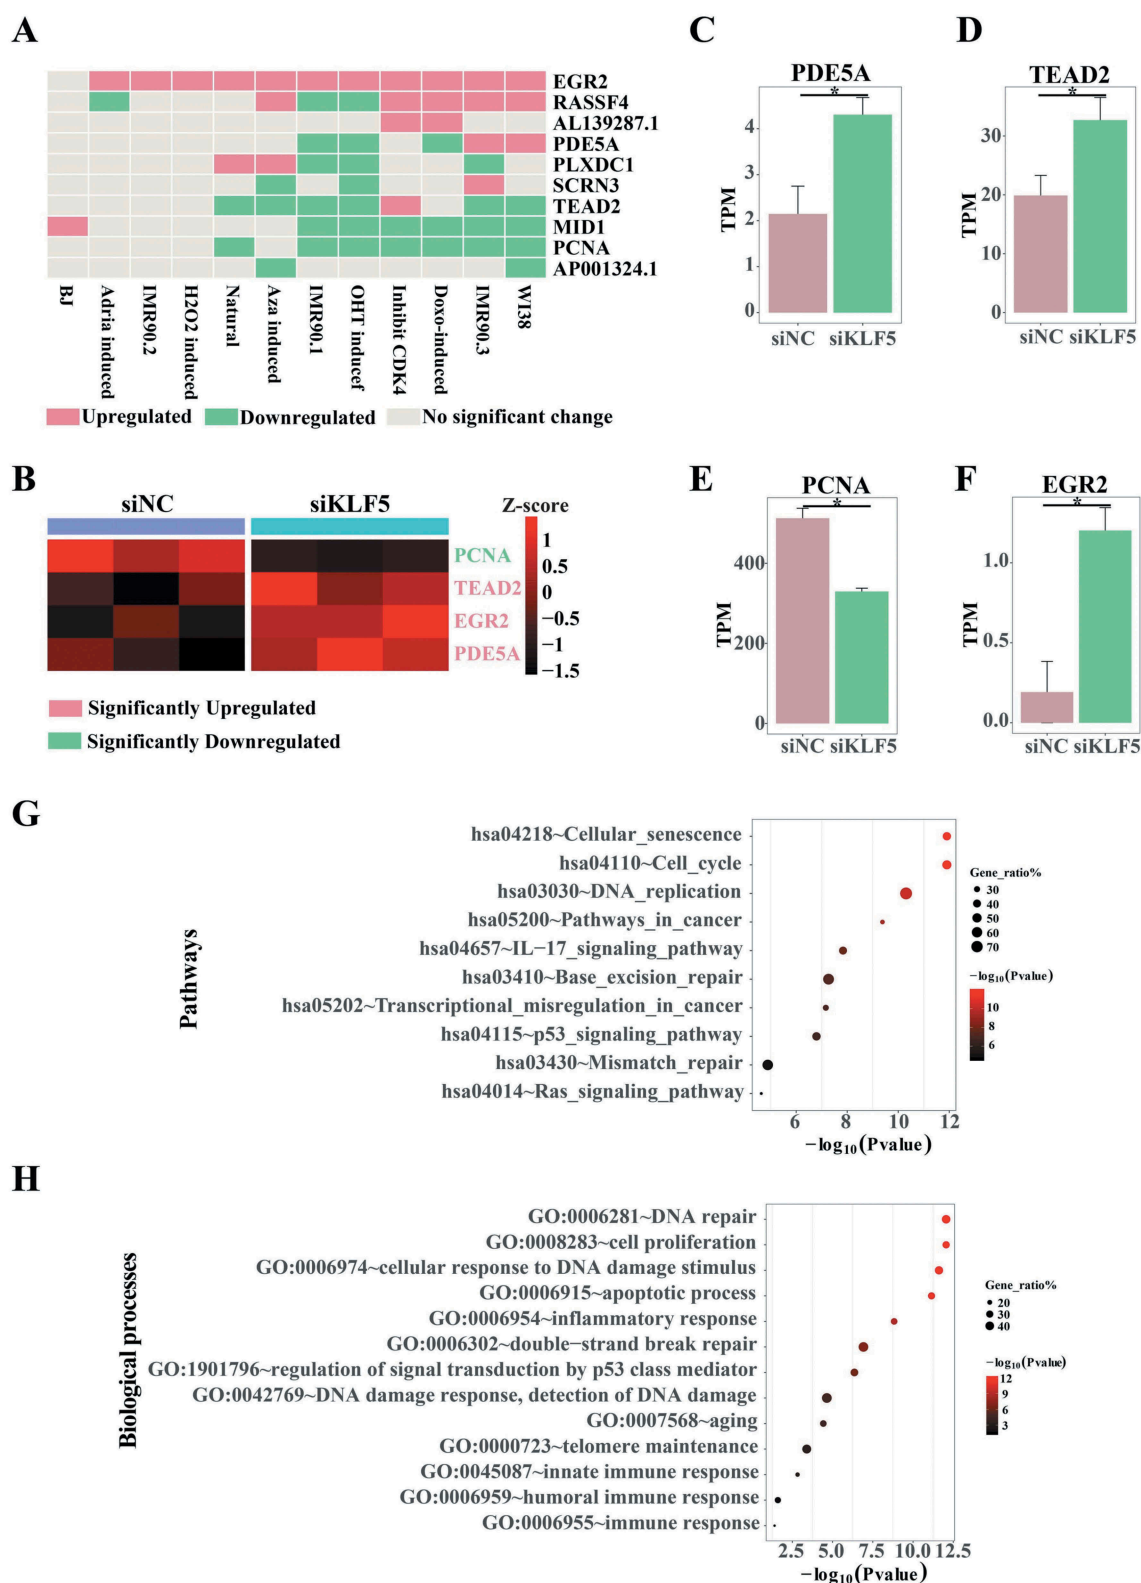 A
EGR2
RASSF4
AL139287.1
PDE5A
PLXDC1
SCRN3
TEAD2
MID1
PCNA
AP001324.1
BJ
Adria induced
IMR90.2
H2O2 induced
Natural
Aza induced
IMR90.1
OHT inducef
Inhibit CDK4
Doxo-induced
IMR90.3
WI38
Upregulated
Downregulated
No significant change
C
PDE5A
*
TPM
4
3
2
1
0
siNC
siKLF5
D
TEAD2
*
TPM
30
20
10
0
siNC
siKLF5
B
siNC
siKLF5
Z-score
PCNA
TEAD2
EGR2
PDE5A
1
0.5
0
−0.5
−1
−1.5
Significantly Upregulated
Significantly Downregulated
E
PCNA
*
TPM
400
200
0
siNC
siKLF5
F
EGR2
*
TPM
1.0
0.5
0.0
siNC
siKLF5
G
Pathways
hsa04218~Cellular_senescence
hsa04110~Cell_cycle
hsa03030~DNA_replication
hsa05200~Pathways_in_cancer
hsa04657~IL−17_signaling_pathway
hsa03410~Base_excision_repair
hsa05202~Transcriptional_misregulation_in_cancer
hsa04115~p53_signaling_pathway
hsa03430~Mismatch_repair
hsa04014~Ras_signaling_pathway
6
8
10
12
−log10(Pvalue)
Gene_ratio%
30
40
50
60
70
−log10(Pvalue)
10
8
6
H
Biological processes
GO:0006281~DNA repair
GO:0008283~cell proliferation
GO:0006974~cellular response to DNA damage stimulus
GO:0006915~apoptotic process
GO:0006954~inflammatory response
GO:0006302~double−strand break repair
GO:1901796~regulation of signal transduction by p53 class mediator
GO:0042769~DNA damage response, detection of DNA damage
GO:0007568~aging
GO:0000723~telomere maintenance
GO:0045087~innate immune response
GO:0006959~humoral immune response
GO:0006955~immune response
2.5
5.0
7.5
10.0
12.5
−log10(Pvalue)
Gene_ratio%
20
30
40
−log10(Pvalue)
12
9
6
3